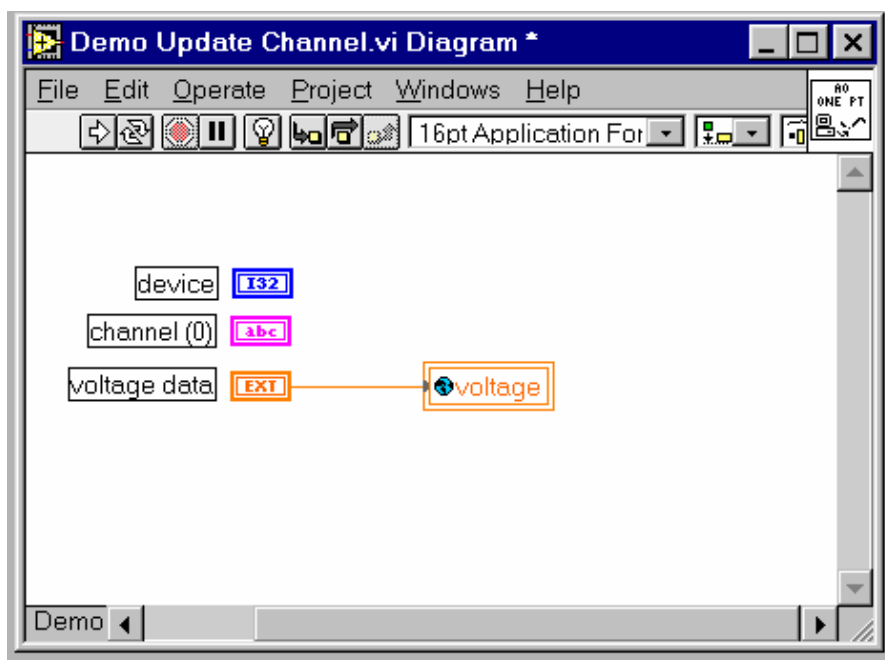 Demo Update Channel.vi Diagram *
File Edit Operate Project Windows Help
AO
ONE PT
16pt Application For
device I32
channel (0) abc
voltage data EXT voltage
Demo